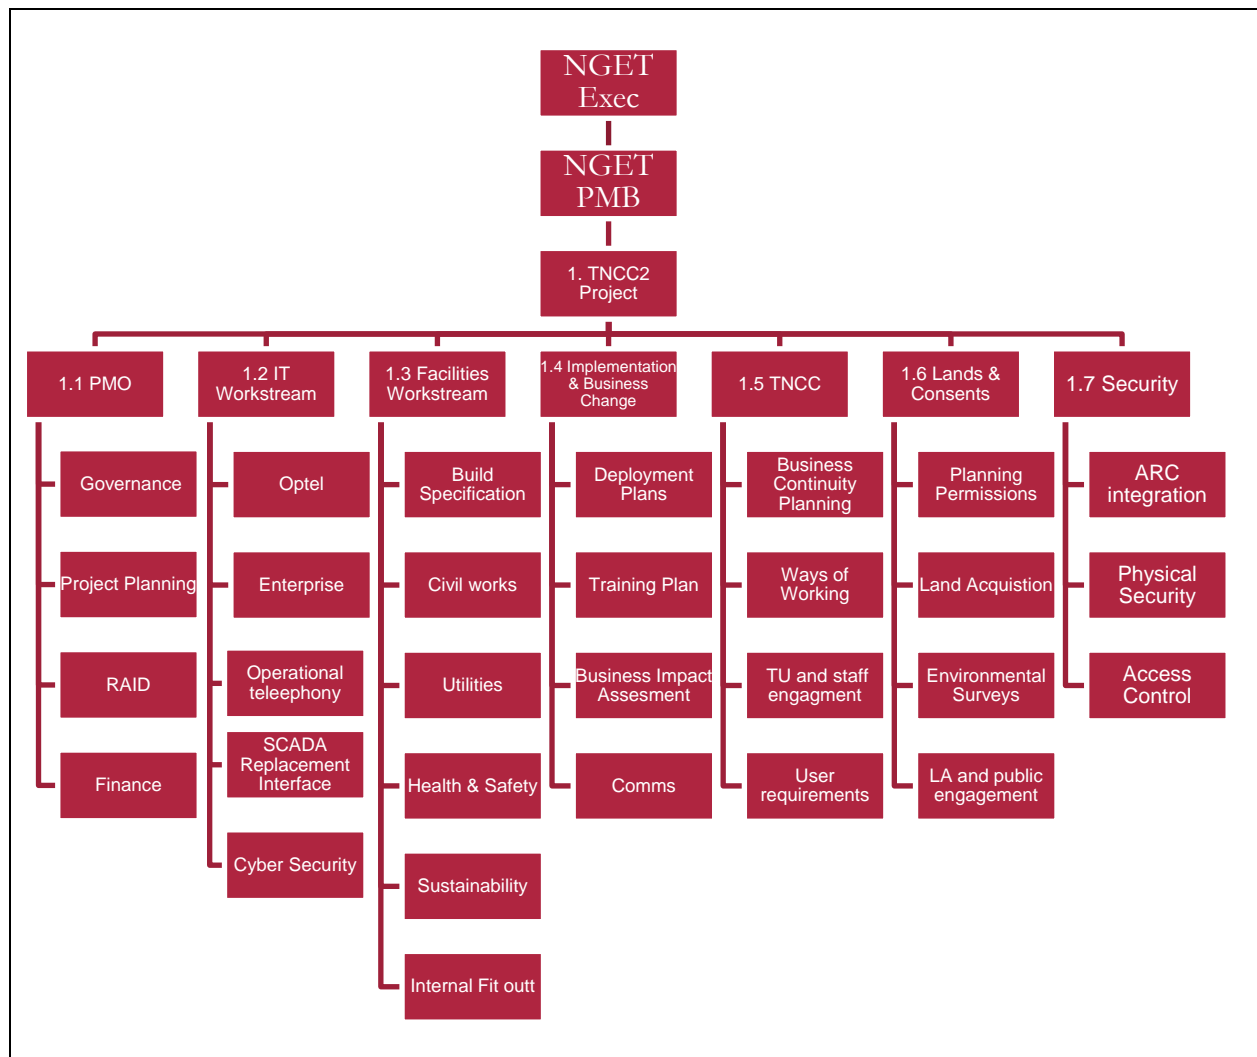 NGET
Exec
NGET
PMB
1. TNCC2
Project
1.1 PMO
1.2 IT
Workstream
1.3 Facilities
Workstream
1.4 Implementation
& Business
Change
1.5 TNCC
1.6 Lands &
Consents
1.7 Security
Governance
Project Planning
RAID
Finance
Optel
Enterprise
Operational
teleephony
SCADA
Replacement
Interface
Cyber Security
Build
Specification
Civil works
Utilities
Health & Safety
Sustainability
Internal Fit outt
Deployment
Plans
Training Plan
Business Impact
Assesment
Comms
Business
Continuity
Planning
Ways of
Working
TU and staff
engagment
User
requirements
Planning
Permissions
Land Acquistion
Environmental
Surveys
LA and public
engagement
ARC
integration
Physical
Security
Access
Control